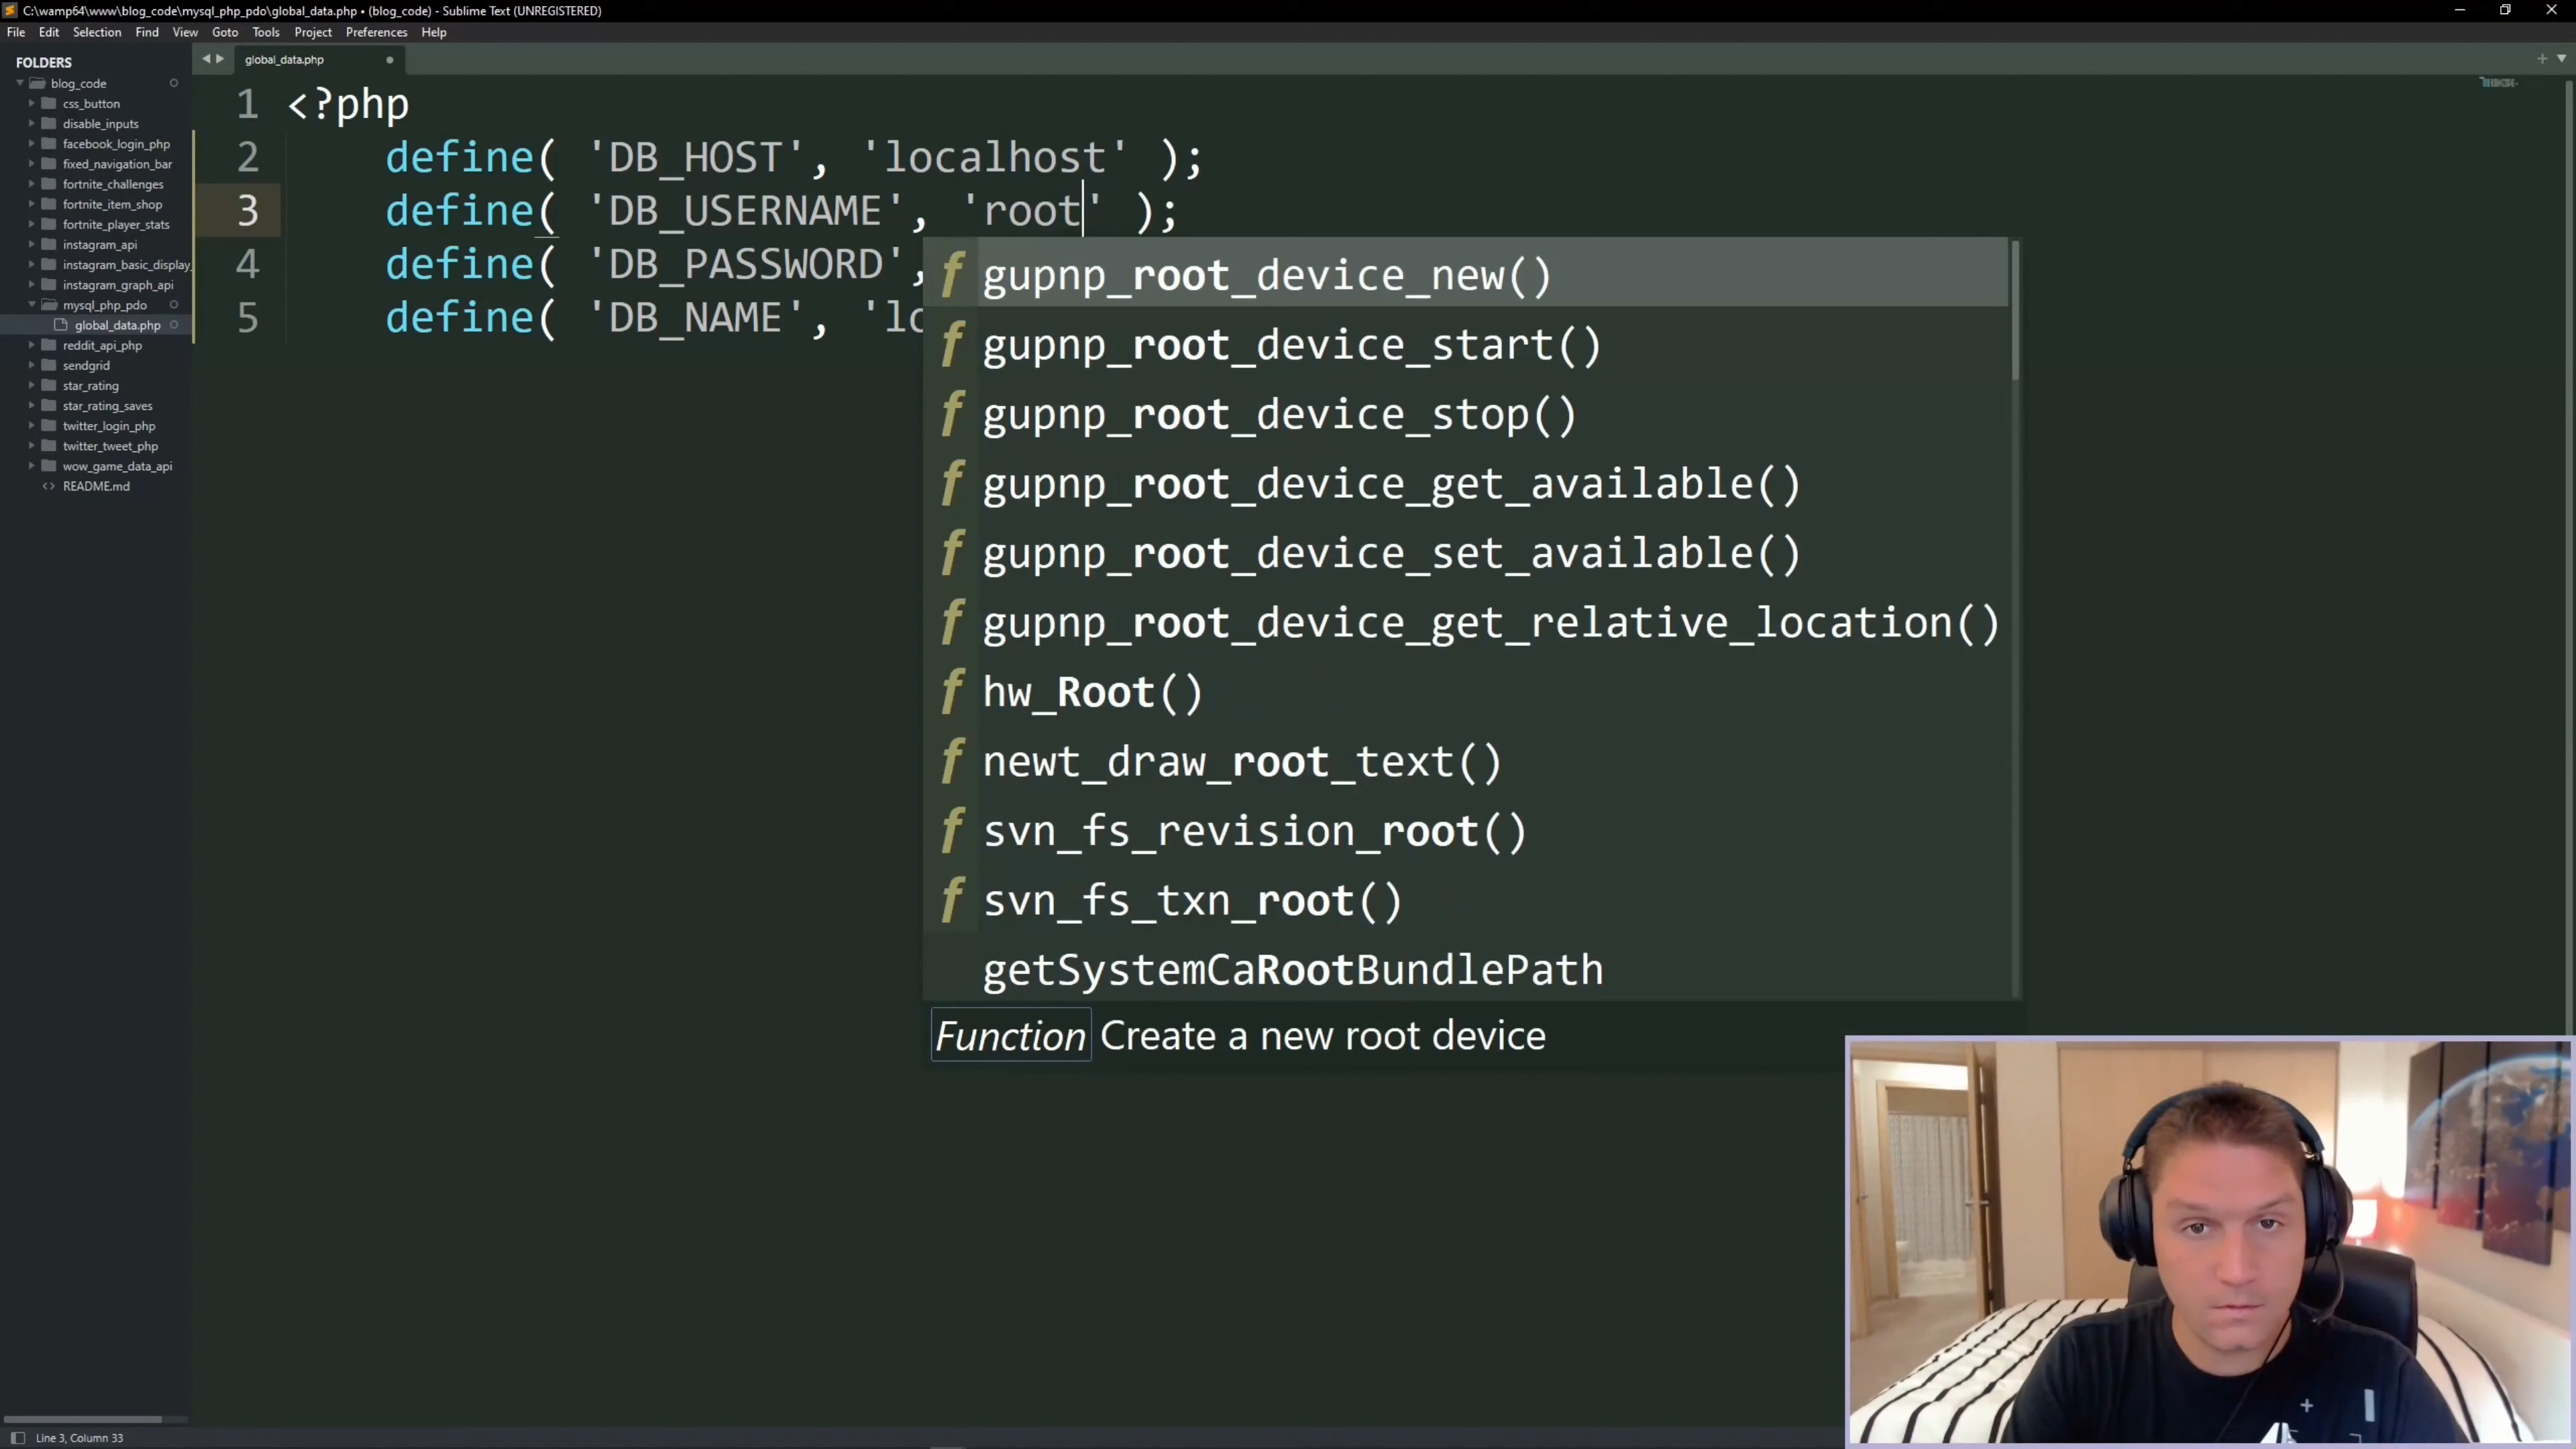 C:\wamp64\www\blog_code\mysql_php_pdo\global_data.php • (blog_code) - Sublime Text (UNREGISTERED)
File Edit Selection Find View Goto Tools Project Preferences Help
FOLDERS
blog_code
css_button
disable_inputs
facebook_login_php
fixed_navigation_bar
fortnite_challenges
fortnite_item_shop
fortnite_player_stats
instagram_api
instagram_basic_display_
instagram_graph_api
mysql_php_pdo
global_data.php
reddit_api_php
sendgrid
star_rating
star_rating_saves
twitter_login_php
twitter_tweet_php
wow_game_data_api
README.md
global_data.php
1 <?php
2 define( 'DB_HOST', 'localhost' );
3 define( 'DB_USERNAME', 'root' );
4 define( 'DB_PASSWORD',
5 define( 'DB_NAME', 'lo
f gupnp_root_device_new()
f gupnp_root_device_start()
f gupnp_root_device_stop()
f gupnp_root_device_get_available()
f gupnp_root_device_set_available()
f gupnp_root_device_get_relative_location()
f hw_Root()
f newt_draw_root_text()
f svn_fs_revision_root()
f svn_fs_txn_root()
getSystemCaRootBundlePath
Function Create a new root device
Line 3, Column 33